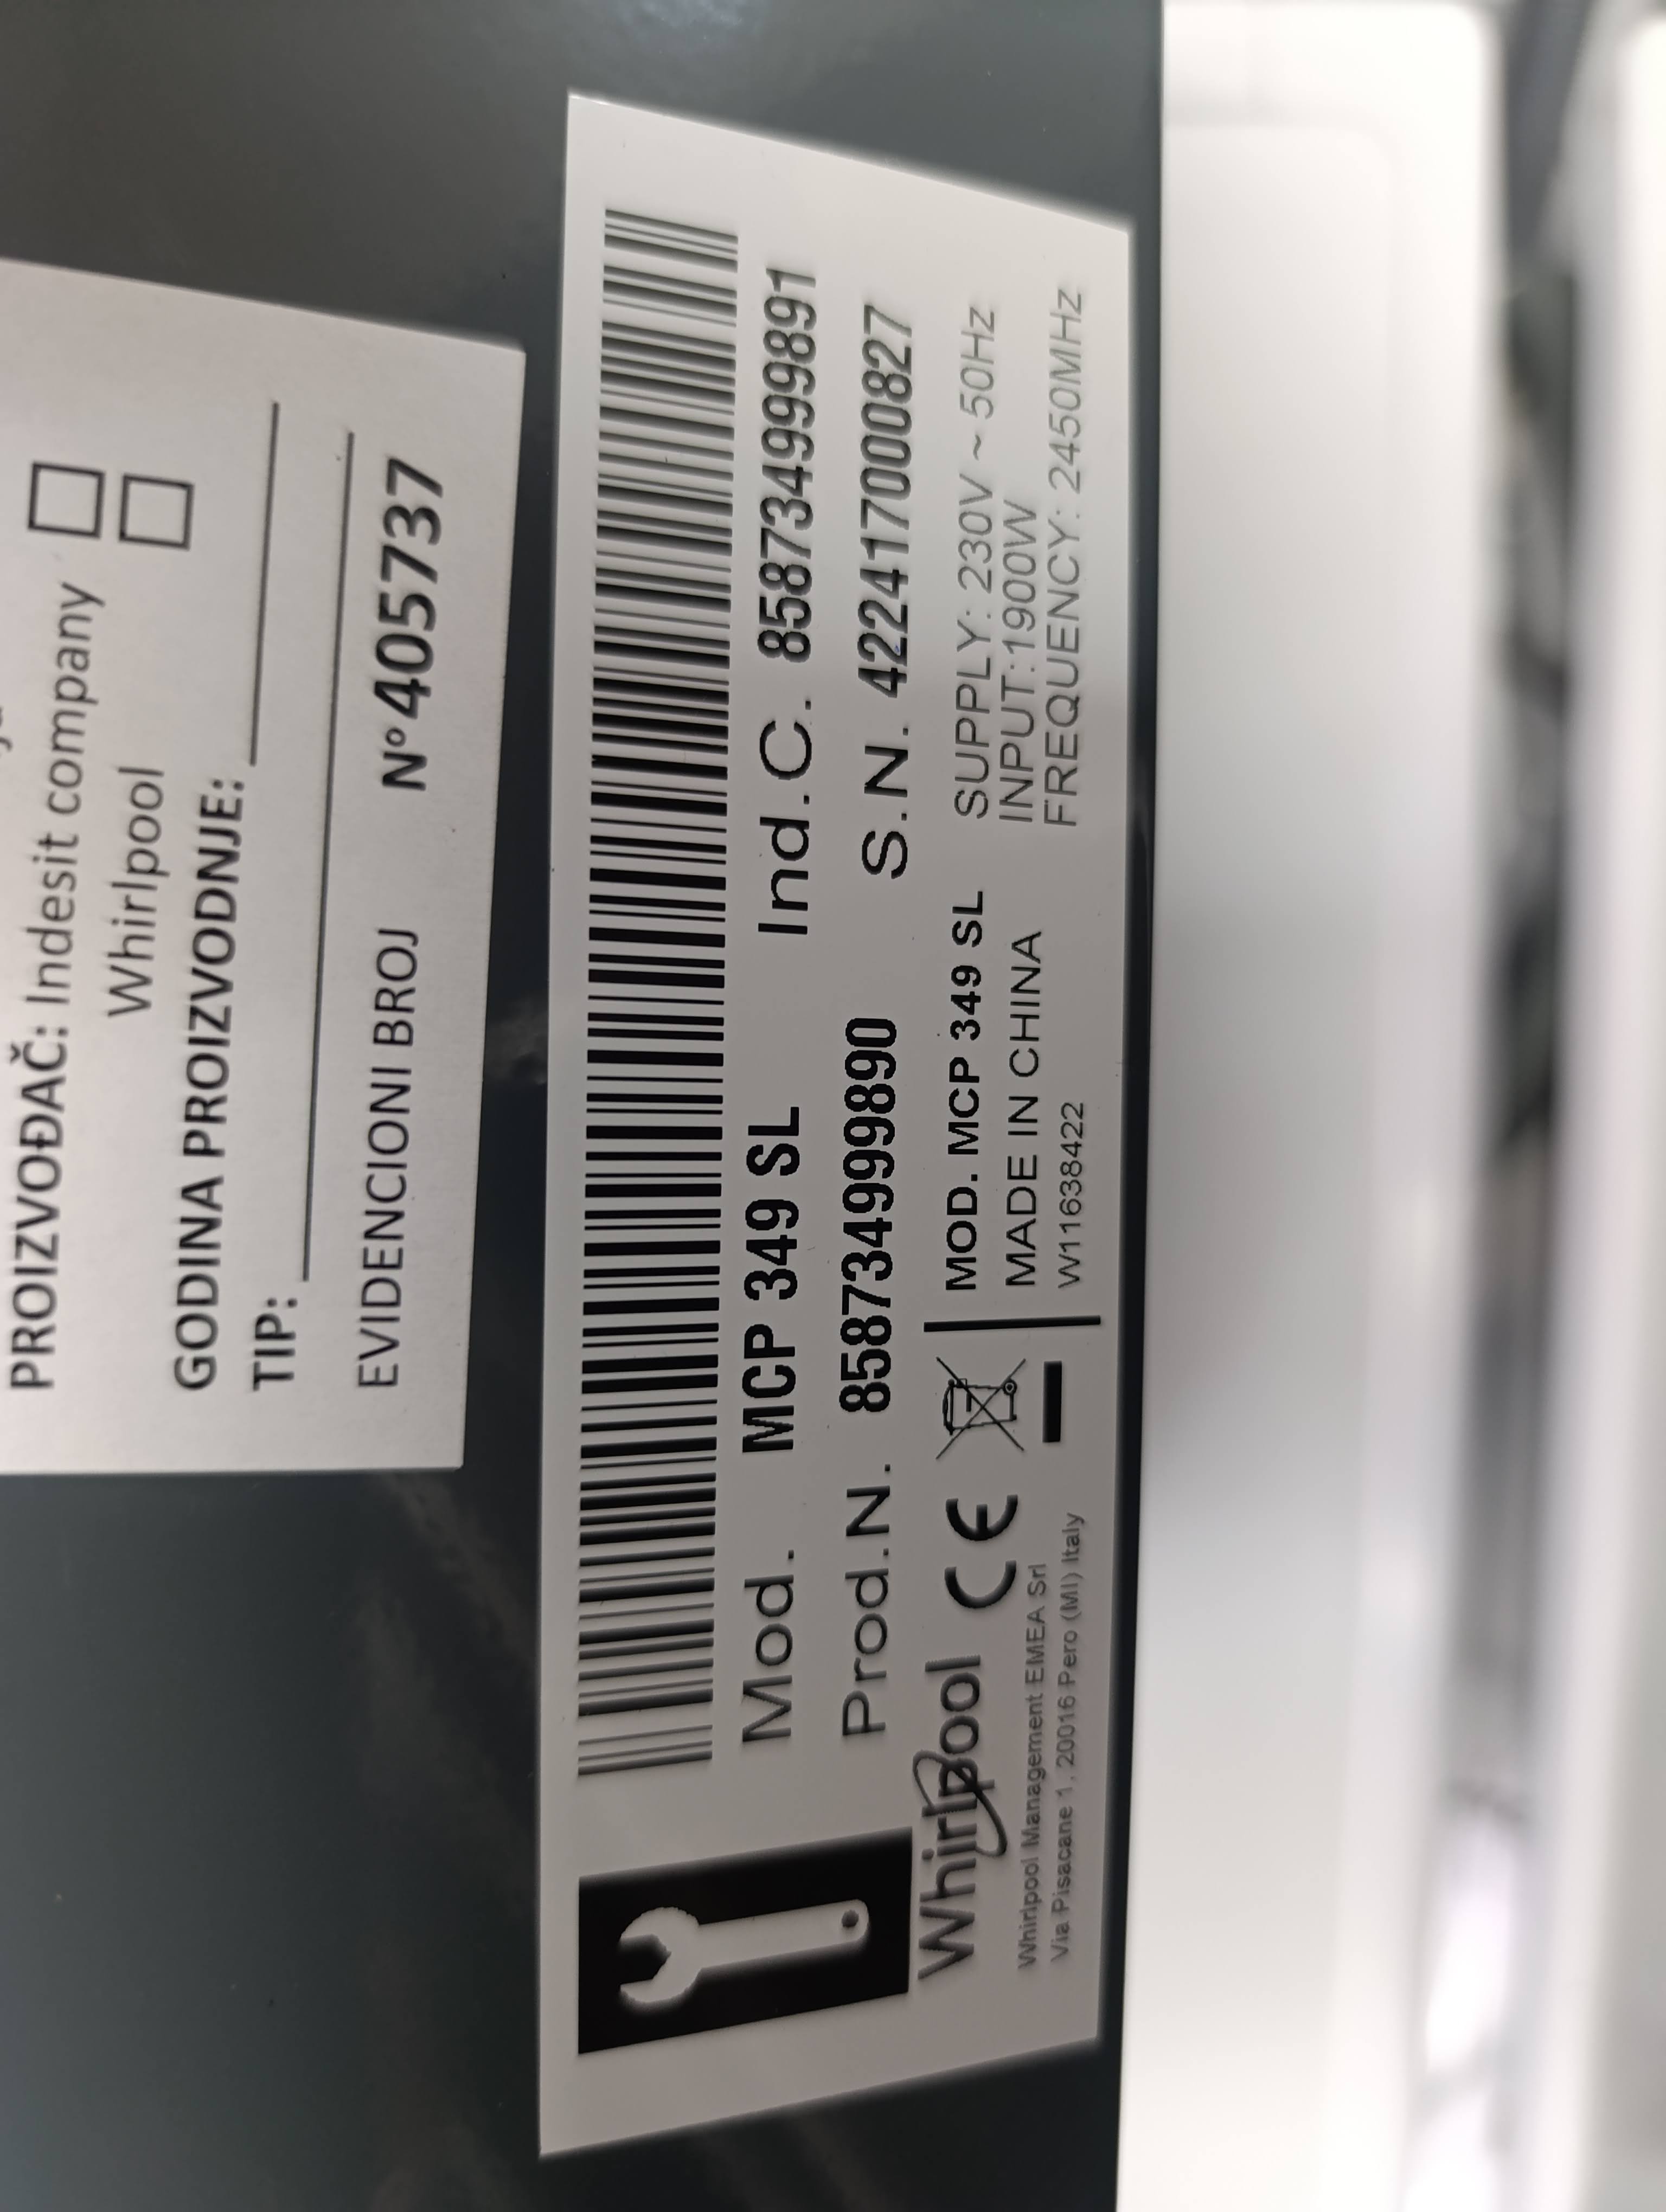 PROIZVOĐAČ: Indesit company
Whirlpool
GODINA PROIZVODNJE:
TIP:
EVIDENCIONI BROJ N°405737
Mod. MCP 349 SL Ind.C. 858734999891
Prod.N. 858734999890 S.N. 422417000827
Whirlpool CE MOD. MCP 349 SL SUPPLY: 230V ~ 50Hz
MADE IN CHINA INPUT:1900W
Whirlpool Management EMEA Srl W11638422 FREQUENCY: 2450MHz
Via Pisacane 1, 20016 Pero (MI) Italy